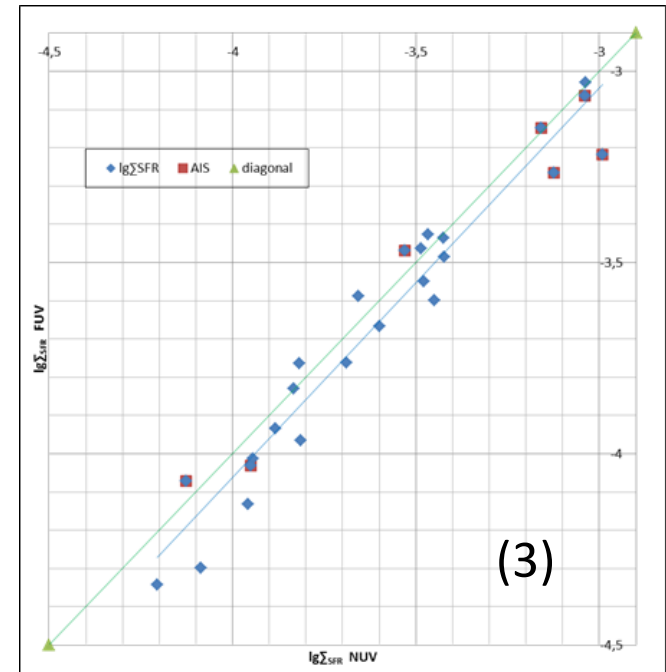 -4,5 -4 -3,5 -3
-3
lg∑SFR AIS diagonal
-3,5
lg∑SFR FUV
-4
(3)
-4,5
lg∑SFR NUV